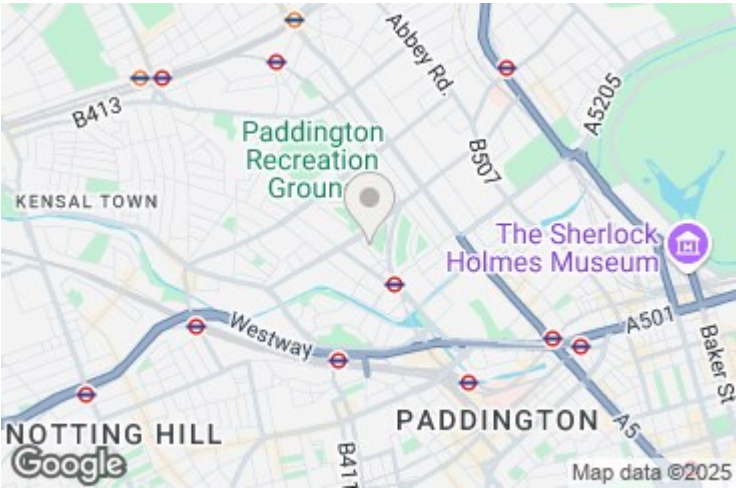 Abbey Rd.
B413
A5205
Paddington
Recreation
Groun
B507
KENSAL TOWN
The Sherlock
Holmes Museum
Westway
A501
Baker St
PADDINGTON
A5
NOTTING HILL
B411
Google
Map data ©2025